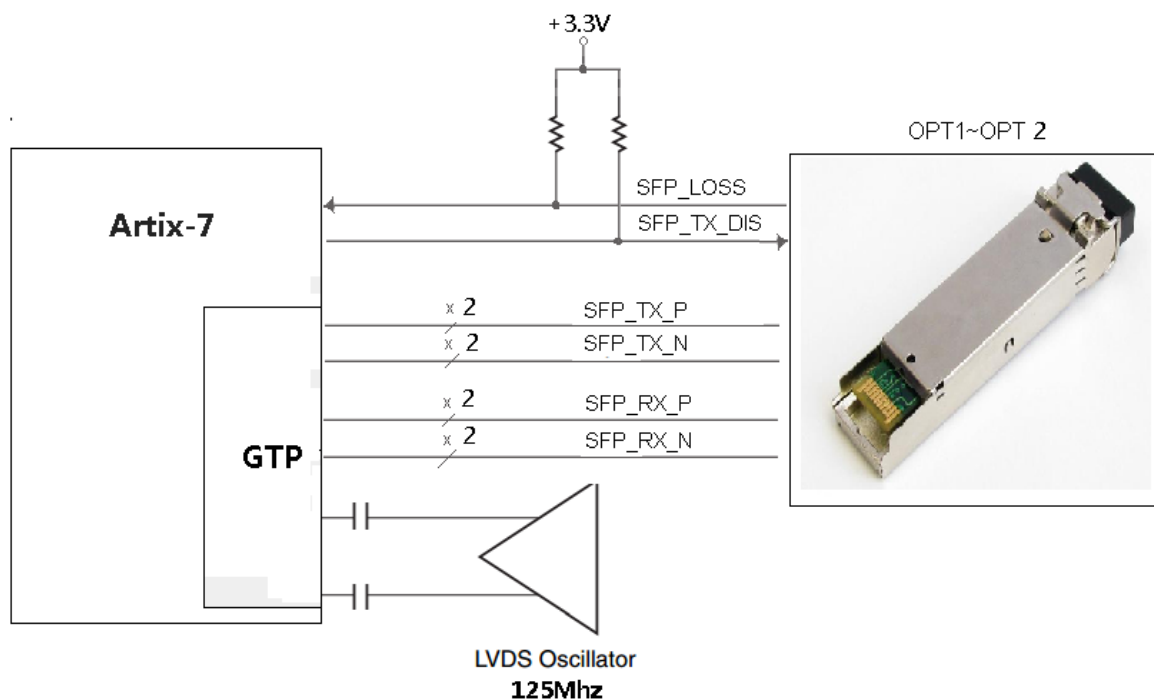 +3.3V
OPT1~OPT 2
SFP_LOSS
Artix-7
SFP_TX_DIS
x 2
SFP_TX_P
x 2
SFP_TX_N
x 2
SFP_RX_P
x 2
SFP_RX_N
GTP
LVDS Oscillator
125Mhz